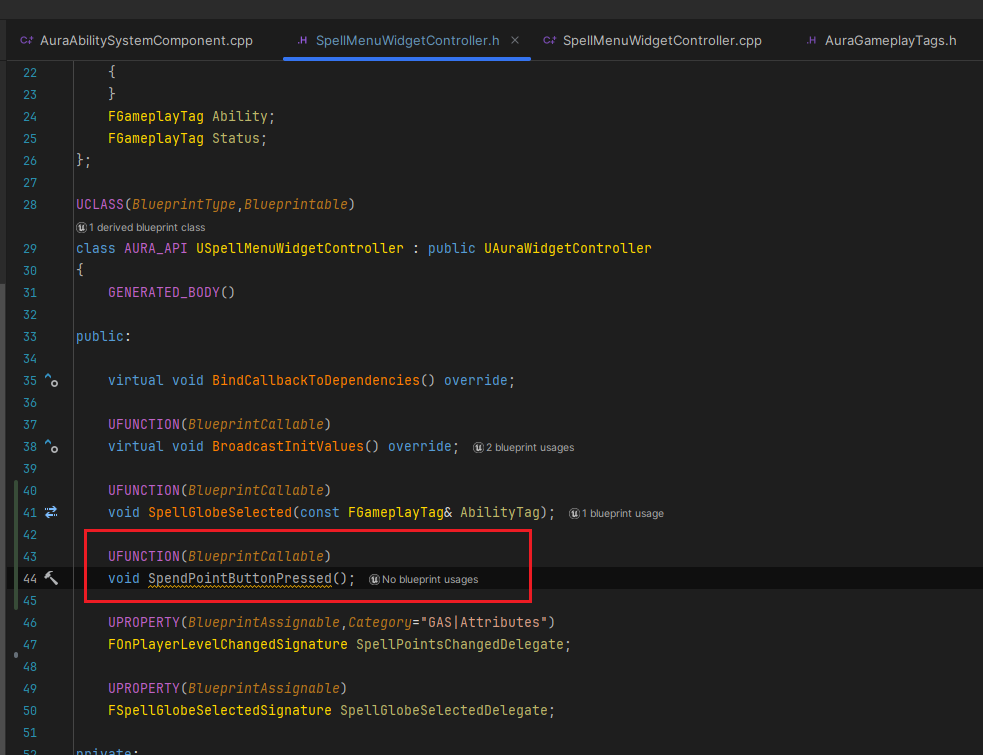 AuraAbilitySystemComponent.cpp .H SpellMenuWidgetController.h × C+ SpellMenuWidgetController.cpp .H AuraGameplayTags.h
22 {
23 }
24 FGameplayTag Ability;
25 FGameplayTag Status;
26 };
27
28 UCLASS(BlueprintType,Blueprintable)
1 derived blueprint class
29 class AURA_API USpellMenuWidgetController : public UAuraWidgetController
30 {
31 GENERATED_BODY()
32
33 public:
34
35 virtual void BindCallbackToDependencies() override;
36
37 UFUNCTION(BlueprintCallable)
38 virtual void BroadcastInitValues() override; 2 blueprint usages
39
40 UFUNCTION(BlueprintCallable)
41 void SpellGlobeSelected(const FGameplayTag& AbilityTag); 1 blueprint usage
42
43 UFUNCTION(BlueprintCallable)
44 void SpendPointButtonPressed(); No blueprint usages
45
46 UPROPERTY(BlueprintAssignable,Category="GAS|Attributes")
47 FOnPlayerLevelChangedSignature SpellPointsChangedDelegate;
48
49 UPROPERTY(BlueprintAssignable)
50 FSpellGlobeSelectedSignature SpellGlobeSelectedDelegate;
51
52 private: